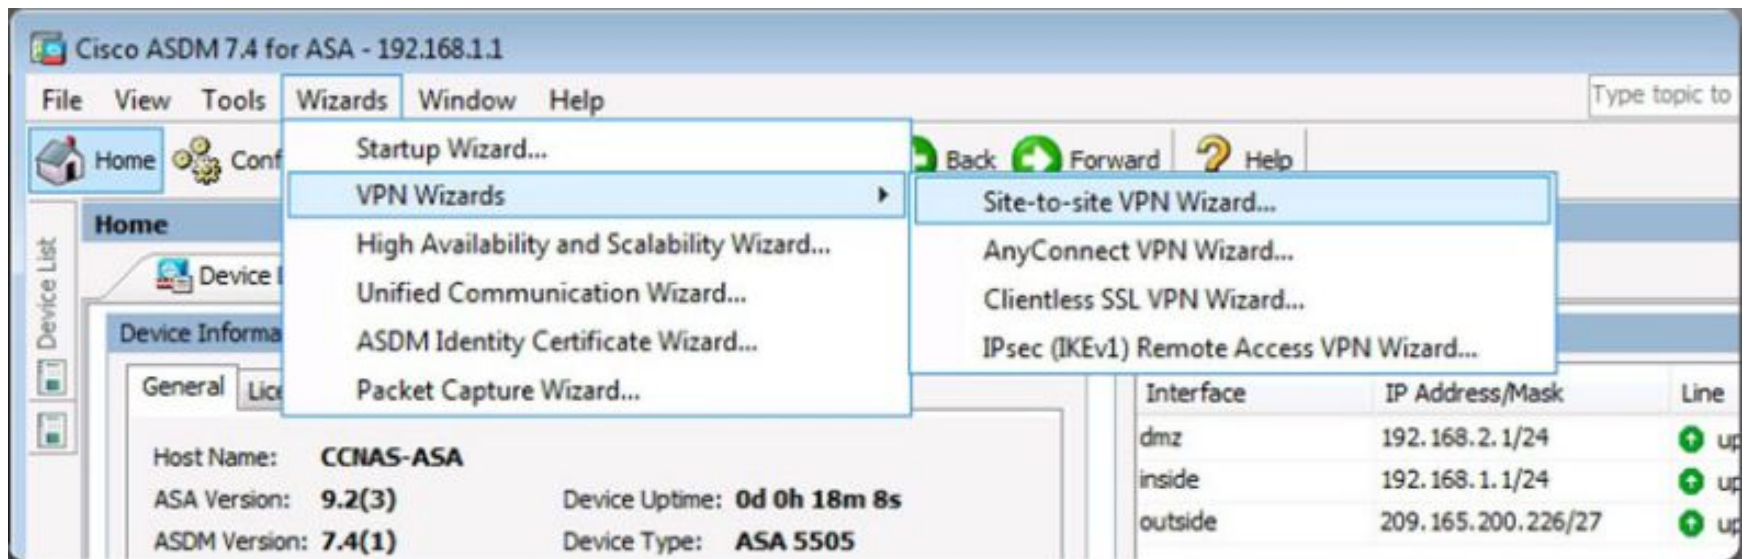 Cisco ASDM 7.4 for ASA - 192.168.1.1
File View Tools Wizards Window Help
Type topic to
Home Conf
Back Forward Help
Startup Wizard...
VPN Wizards
High Availability and Scalability Wizard...
Unified Communication Wizard...
ASDM Identity Certificate Wizard...
Packet Capture Wizard...
Site-to-site VPN Wizard...
AnyConnect VPN Wizard...
Clientless SSL VPN Wizard...
IPsec (IKEv1) Remote Access VPN Wizard...
Device List
Home
Device
Device Informa
General Lice
Host Name: CCNAS-ASA
ASA Version: 9.2(3) Device Uptime: 0d 0h 18m 8s
ASDM Version: 7.4(1) Device Type: ASA 5505
Interface IP Address/Mask Line
dmz 192.168.2.1/24 up
inside 192.168.1.1/24 up
outside 209.165.200.226/27 up